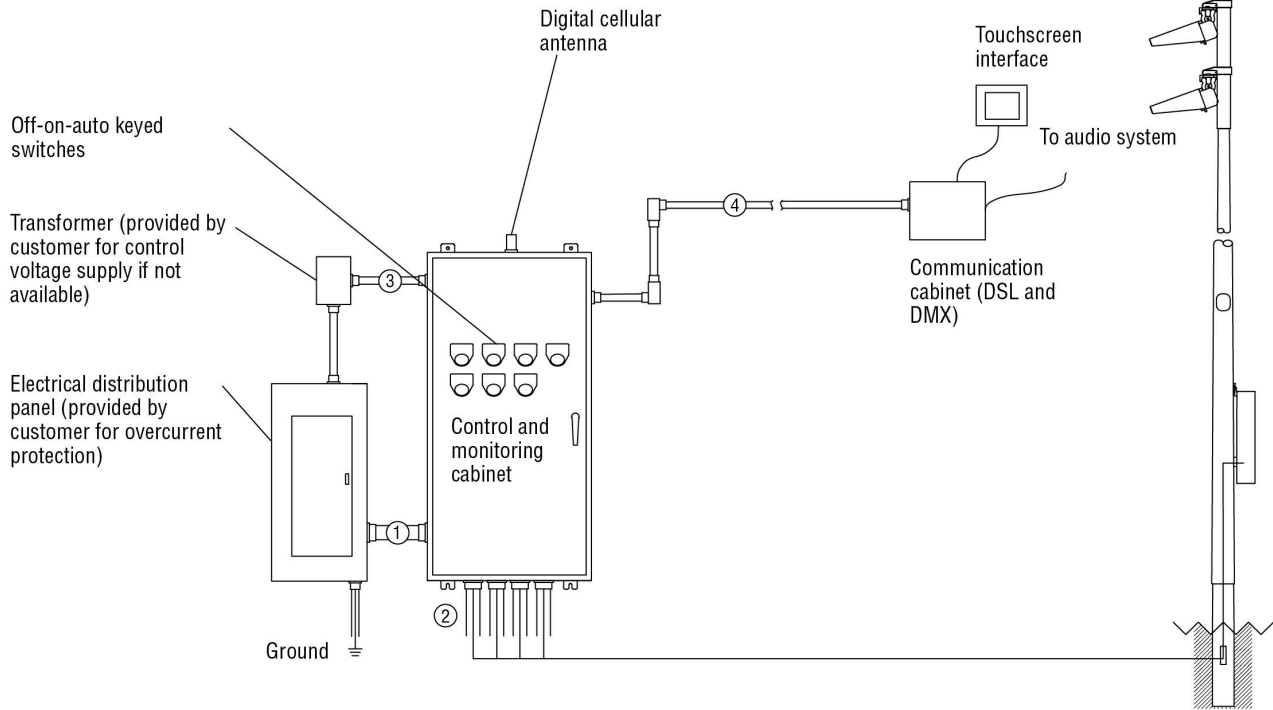 Digital cellular
antenna
Touchscreen
interface
Off-on-auto keyed
switches
To audio system
Transformer (provided by
customer for control
voltage supply if not
available)
3
4
Communication
cabinet (DSL and
DMX)
Electrical distribution
panel (provided by
customer for overcurrent
protection)
Control and
monitoring
cabinet
1
2
Ground